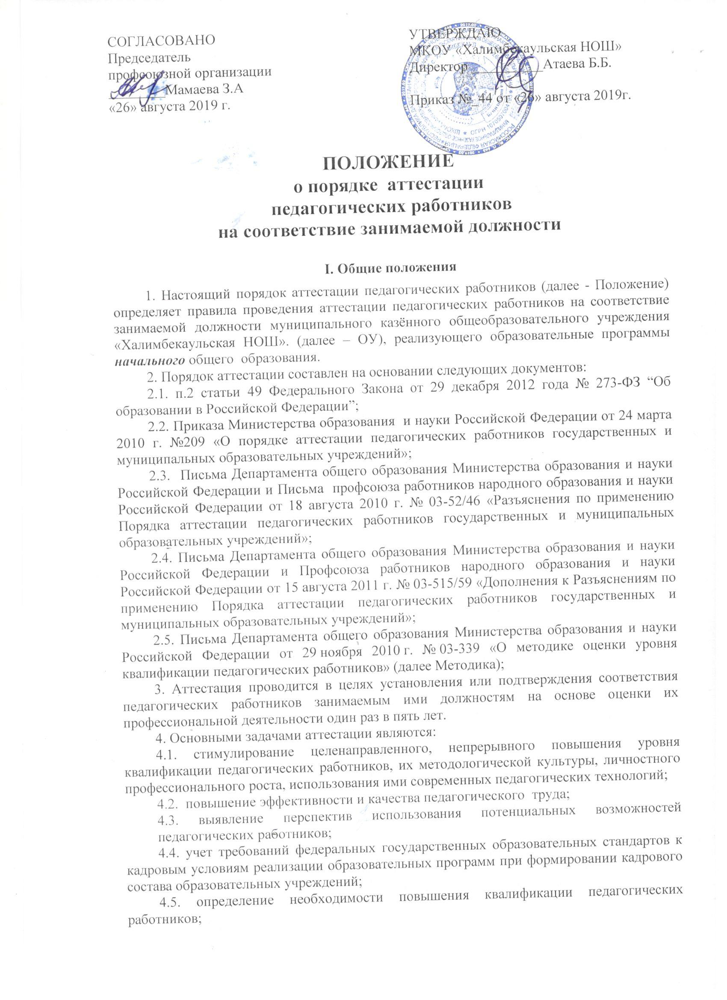 СОГЛАСОВАНО
Председатель
профсоюзной организации
________Мамаева З.А
«26» августа 2019 г.
УТВЕРЖДАЮ
МКОУ «Халимбекаульская НОШ»
Директор ___________Атаева Б.Б.
Приказ №_44 от «26» августа 2019г.
ПОЛОЖЕНИЕ
о порядке аттестации
педагогических работников
на соответствие занимаемой должности
I. Общие положения
1. Настоящий порядок аттестации педагогических работников (далее - Положение)
определяет правила проведения аттестации педагогических работников на соответствие
занимаемой должности муниципального казённого общеобразовательного учреждения
«Халимбекаульская НОШ». (далее – ОУ), реализующего образовательные программы
начального общего образования.
2. Порядок аттестации составлен на основании следующих документов:
2.1. п.2 статьи 49 Федерального Закона от 29 декабря 2012 года № 273-ФЗ “Об
образовании в Российской Федерации”;
2.2. Приказа Министерства образования и науки Российской Федерации от 24 марта
2010 г. №209 «О порядке аттестации педагогических работников государственных и
муниципальных образовательных учреждений»;
2.3. Письма Департамента общего образования Министерства образования и науки
Российской Федерации и Письма профсоюза работников народного образования и науки
Российской Федерации от 18 августа 2010 г. № 03-52/46 «Разъяснения по применению
Порядка аттестации педагогических работников государственных и муниципальных
образовательных учреждений»;
2.4. Письма Департамента общего образования Министерства образования и науки
Российской Федерации и Профсоюза работников народного образования и науки
Российской Федерации от 15 августа 2011 г. № 03-515/59 «Дополнения к Разъяснениям по
применению Порядка аттестации педагогических работников государственных и
муниципальных образовательных учреждений»;
2.5. Письма Департамента общего образования Министерства образования и науки
Российской Федерации от 29 ноября 2010 г. № 03-339 «О методике оценки уровня
квалификации педагогических работников» (далее Методика);
3. Аттестация проводится в целях установления или подтверждения соответствия
педагогических работников занимаемым ими должностям на основе оценки их
профессиональной деятельности один раз в пять лет.
4. Основными задачами аттестации являются:
4.1. стимулирование целенаправленного, непрерывного повышения уровня
квалификации педагогических работников, их методологической культуры, личностного
профессионального роста, использования ими современных педагогических технологий;
4.2. повышение эффективности и качества педагогического труда;
4.3. выявление перспектив использования потенциальных возможностей
педагогических работников;
4.4. учет требований федеральных государственных образовательных стандартов к
кадровым условиям реализации образовательных программ при формировании кадрового
состава образовательных учреждений;
4.5. определение необходимости повышения квалификации педагогических
работников;